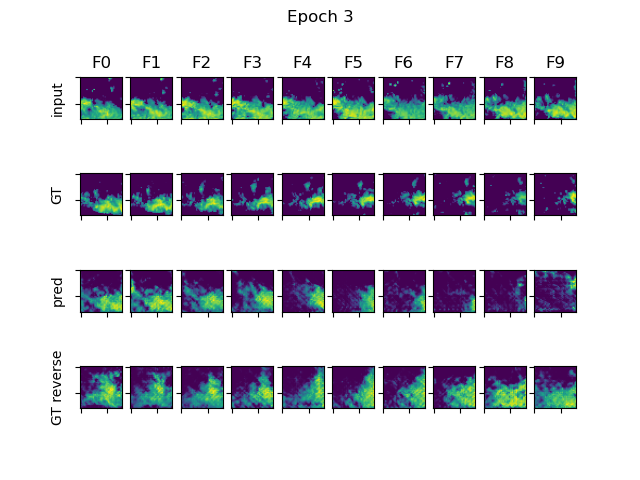 Epoch 3
F0 F1 F2 F3 F4 F5 F6 F7 F8 F9
input
GT
pred
GT reverse